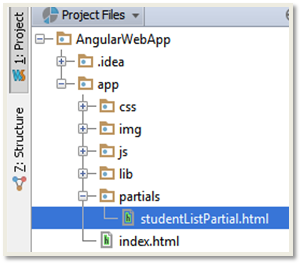 Project Files
1: Project
Z: Structure
AngularWebApp
.idea
app
css
img
js
lib
partials
studentListPartial.html
index.html